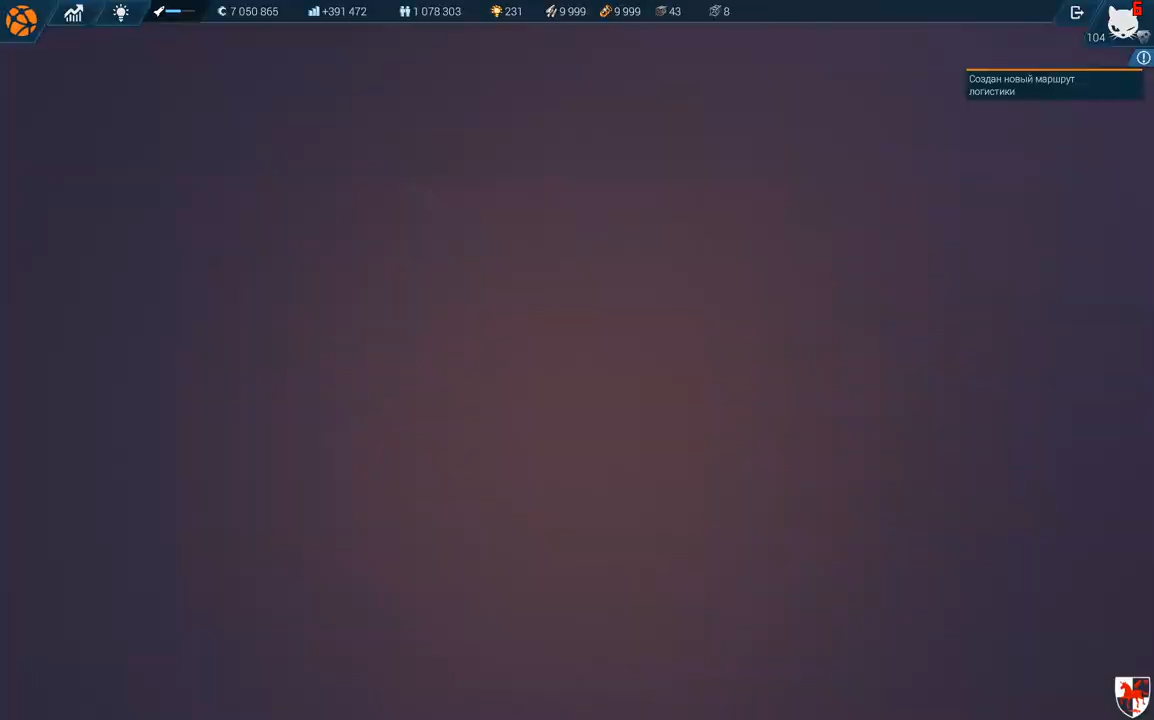 7 050 865 +391 472 1 078 303 231 9 999 9 999 43 8
6
104
Создан новый маршрут
логистики